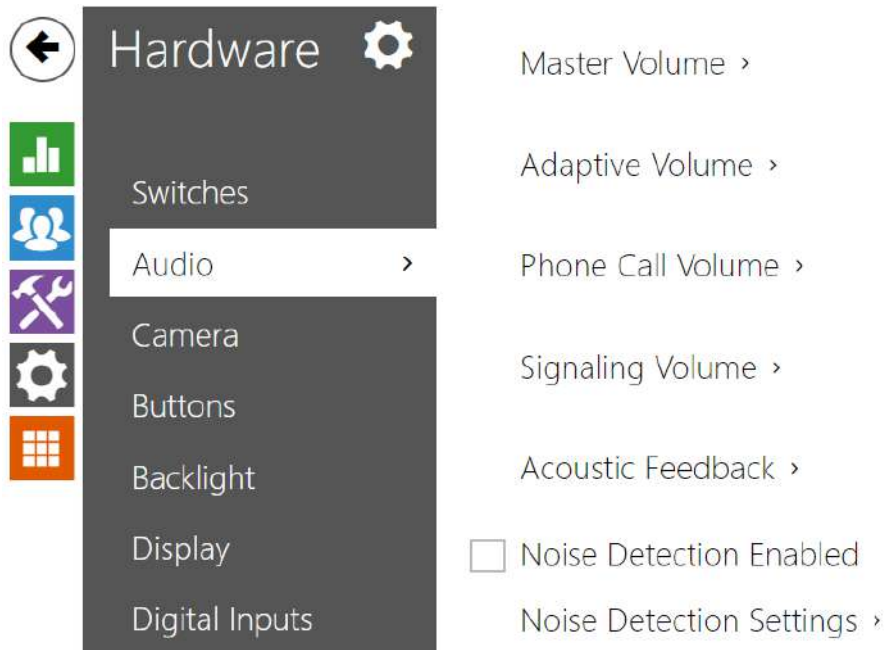 Hardware
Switches
Audio
Camera
Buttons
Backlight
Display
Digital Inputs
Master Volume ›
Adaptive Volume ›
Phone Call Volume ›
Signaling Volume ›
Acoustic Feedback ›
Noise Detection Enabled
Noise Detection Settings ›